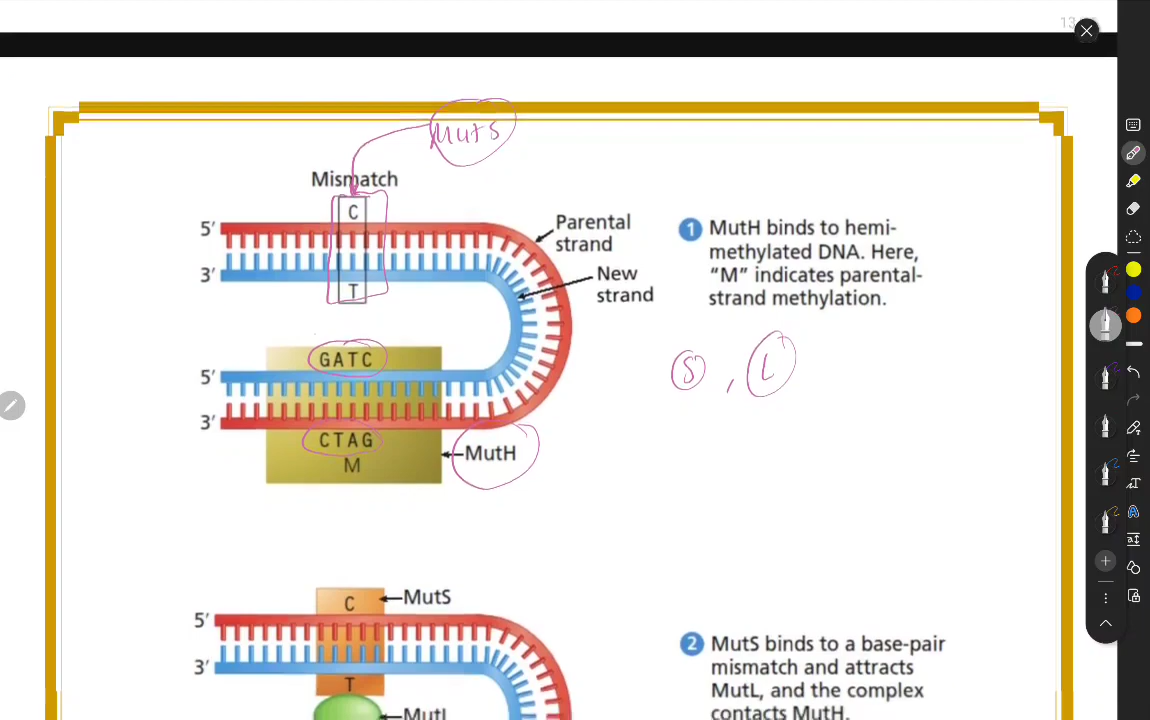 13
MutS
Mismatch
C
5'
Parental
strand
3'
New
strand
T
1 MutH binds to hemi-
methylated DNA. Here,
“M” indicates parental-
strand methylation.
GATC
5'
S , L
3'
CTAG
M
MutH
C
MutS
5'
3'
T
MutL
2 MutS binds to a base-pair
mismatch and attracts
MutL, and the complex
contacts MutH.